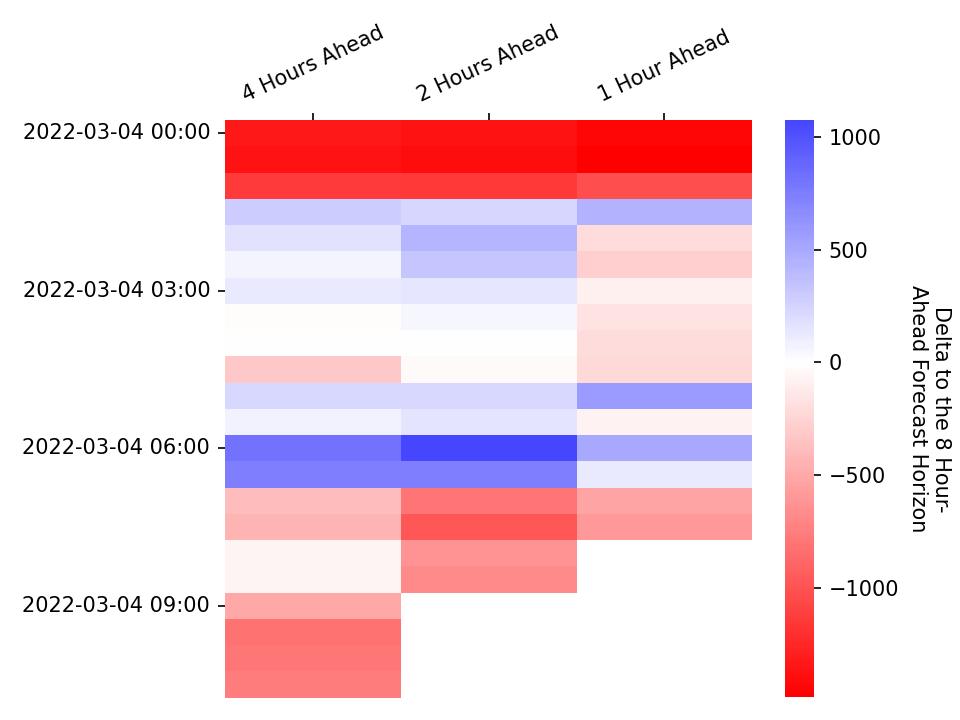 4 Hours Ahead
2 Hours Ahead
1 Hour Ahead
2022-03-04 00:00
2022-03-04 03:00
2022-03-04 06:00
2022-03-04 09:00
1000
500
0
−500
−1000
Delta to the 8 Hour-
Ahead Forecast Horizon